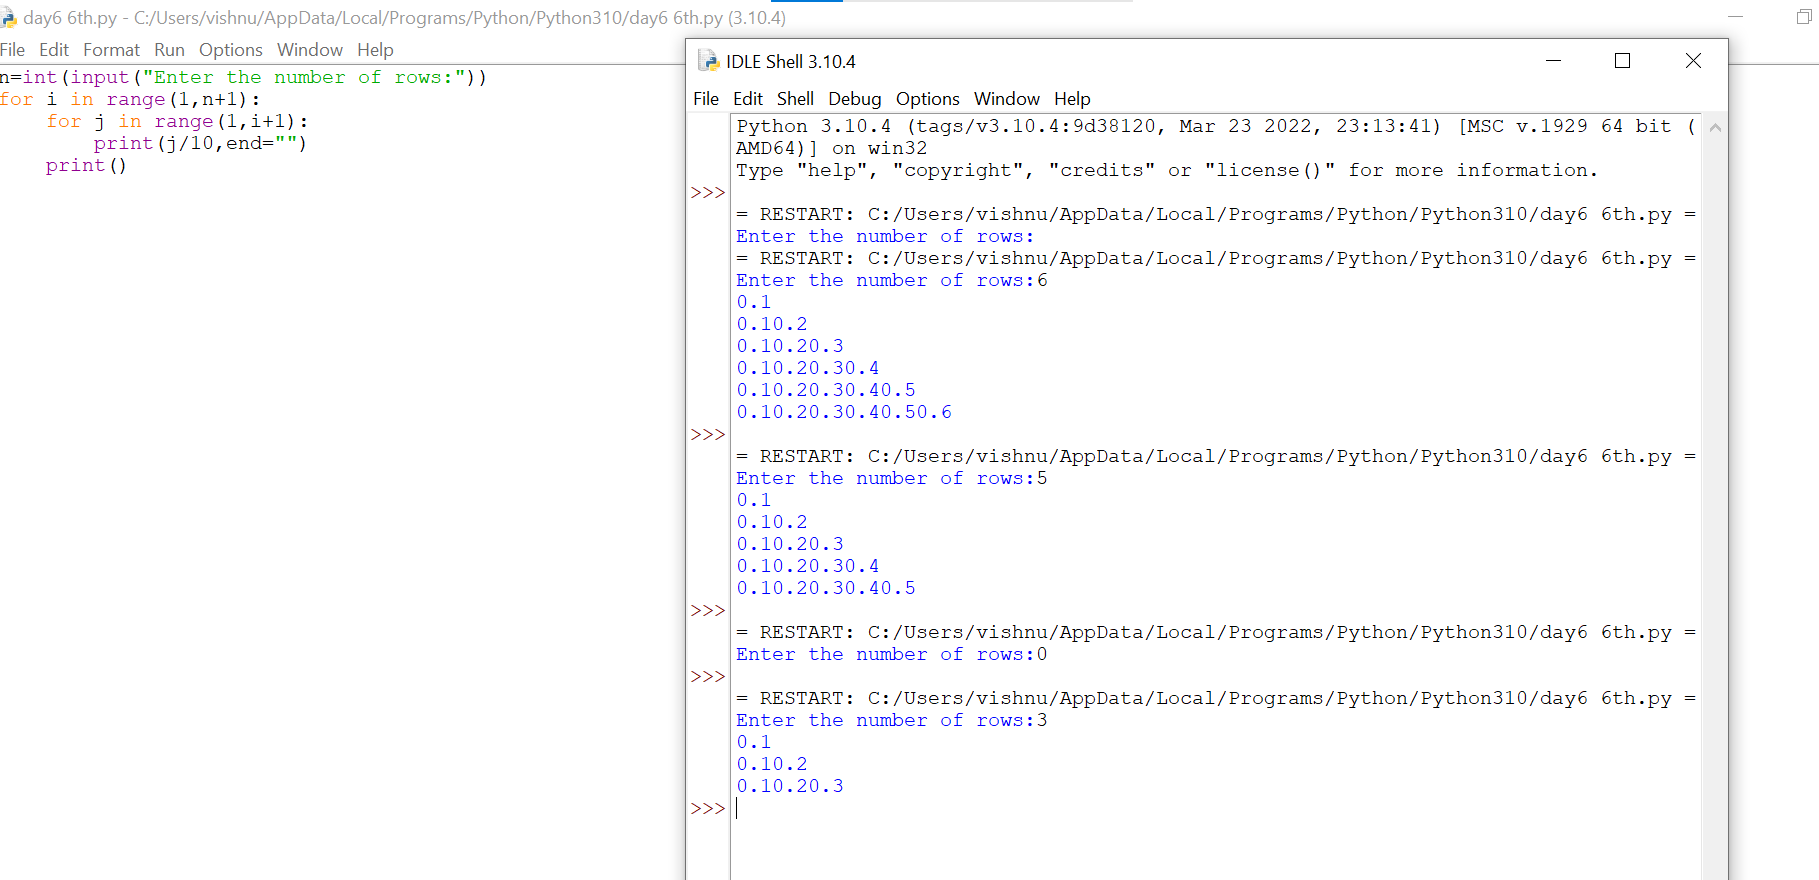 day6 6th.py - C:/Users/vishnu/AppData/Local/Programs/Python/Python310/day6 6th.py (3.10.4)
File Edit Format Run Options Window Help
n=int(input("Enter the number of rows:"))
for i in range(1,n+1):
    for j in range(1,i+1):
        print(j/10,end="")
    print()
IDLE Shell 3.10.4
File Edit Shell Debug Options Window Help
Python 3.10.4 (tags/v3.10.4:9d38120, Mar 23 2022, 23:13:41) [MSC v.1929 64 bit (
AMD64)] on win32
Type "help", "copyright", "credits" or "license()" for more information.
>>>
= RESTART: C:/Users/vishnu/AppData/Local/Programs/Python/Python310/day6 6th.py =
Enter the number of rows:
= RESTART: C:/Users/vishnu/AppData/Local/Programs/Python/Python310/day6 6th.py =
Enter the number of rows:6
0.1
0.10.2
0.10.20.3
0.10.20.30.4
0.10.20.30.40.5
0.10.20.30.40.50.6
>>>
= RESTART: C:/Users/vishnu/AppData/Local/Programs/Python/Python310/day6 6th.py =
Enter the number of rows:5
0.1
0.10.2
0.10.20.3
0.10.20.30.4
0.10.20.30.40.5
>>>
= RESTART: C:/Users/vishnu/AppData/Local/Programs/Python/Python310/day6 6th.py =
Enter the number of rows:0
>>>
= RESTART: C:/Users/vishnu/AppData/Local/Programs/Python/Python310/day6 6th.py =
Enter the number of rows:3
0.1
0.10.2
0.10.20.3
>>>